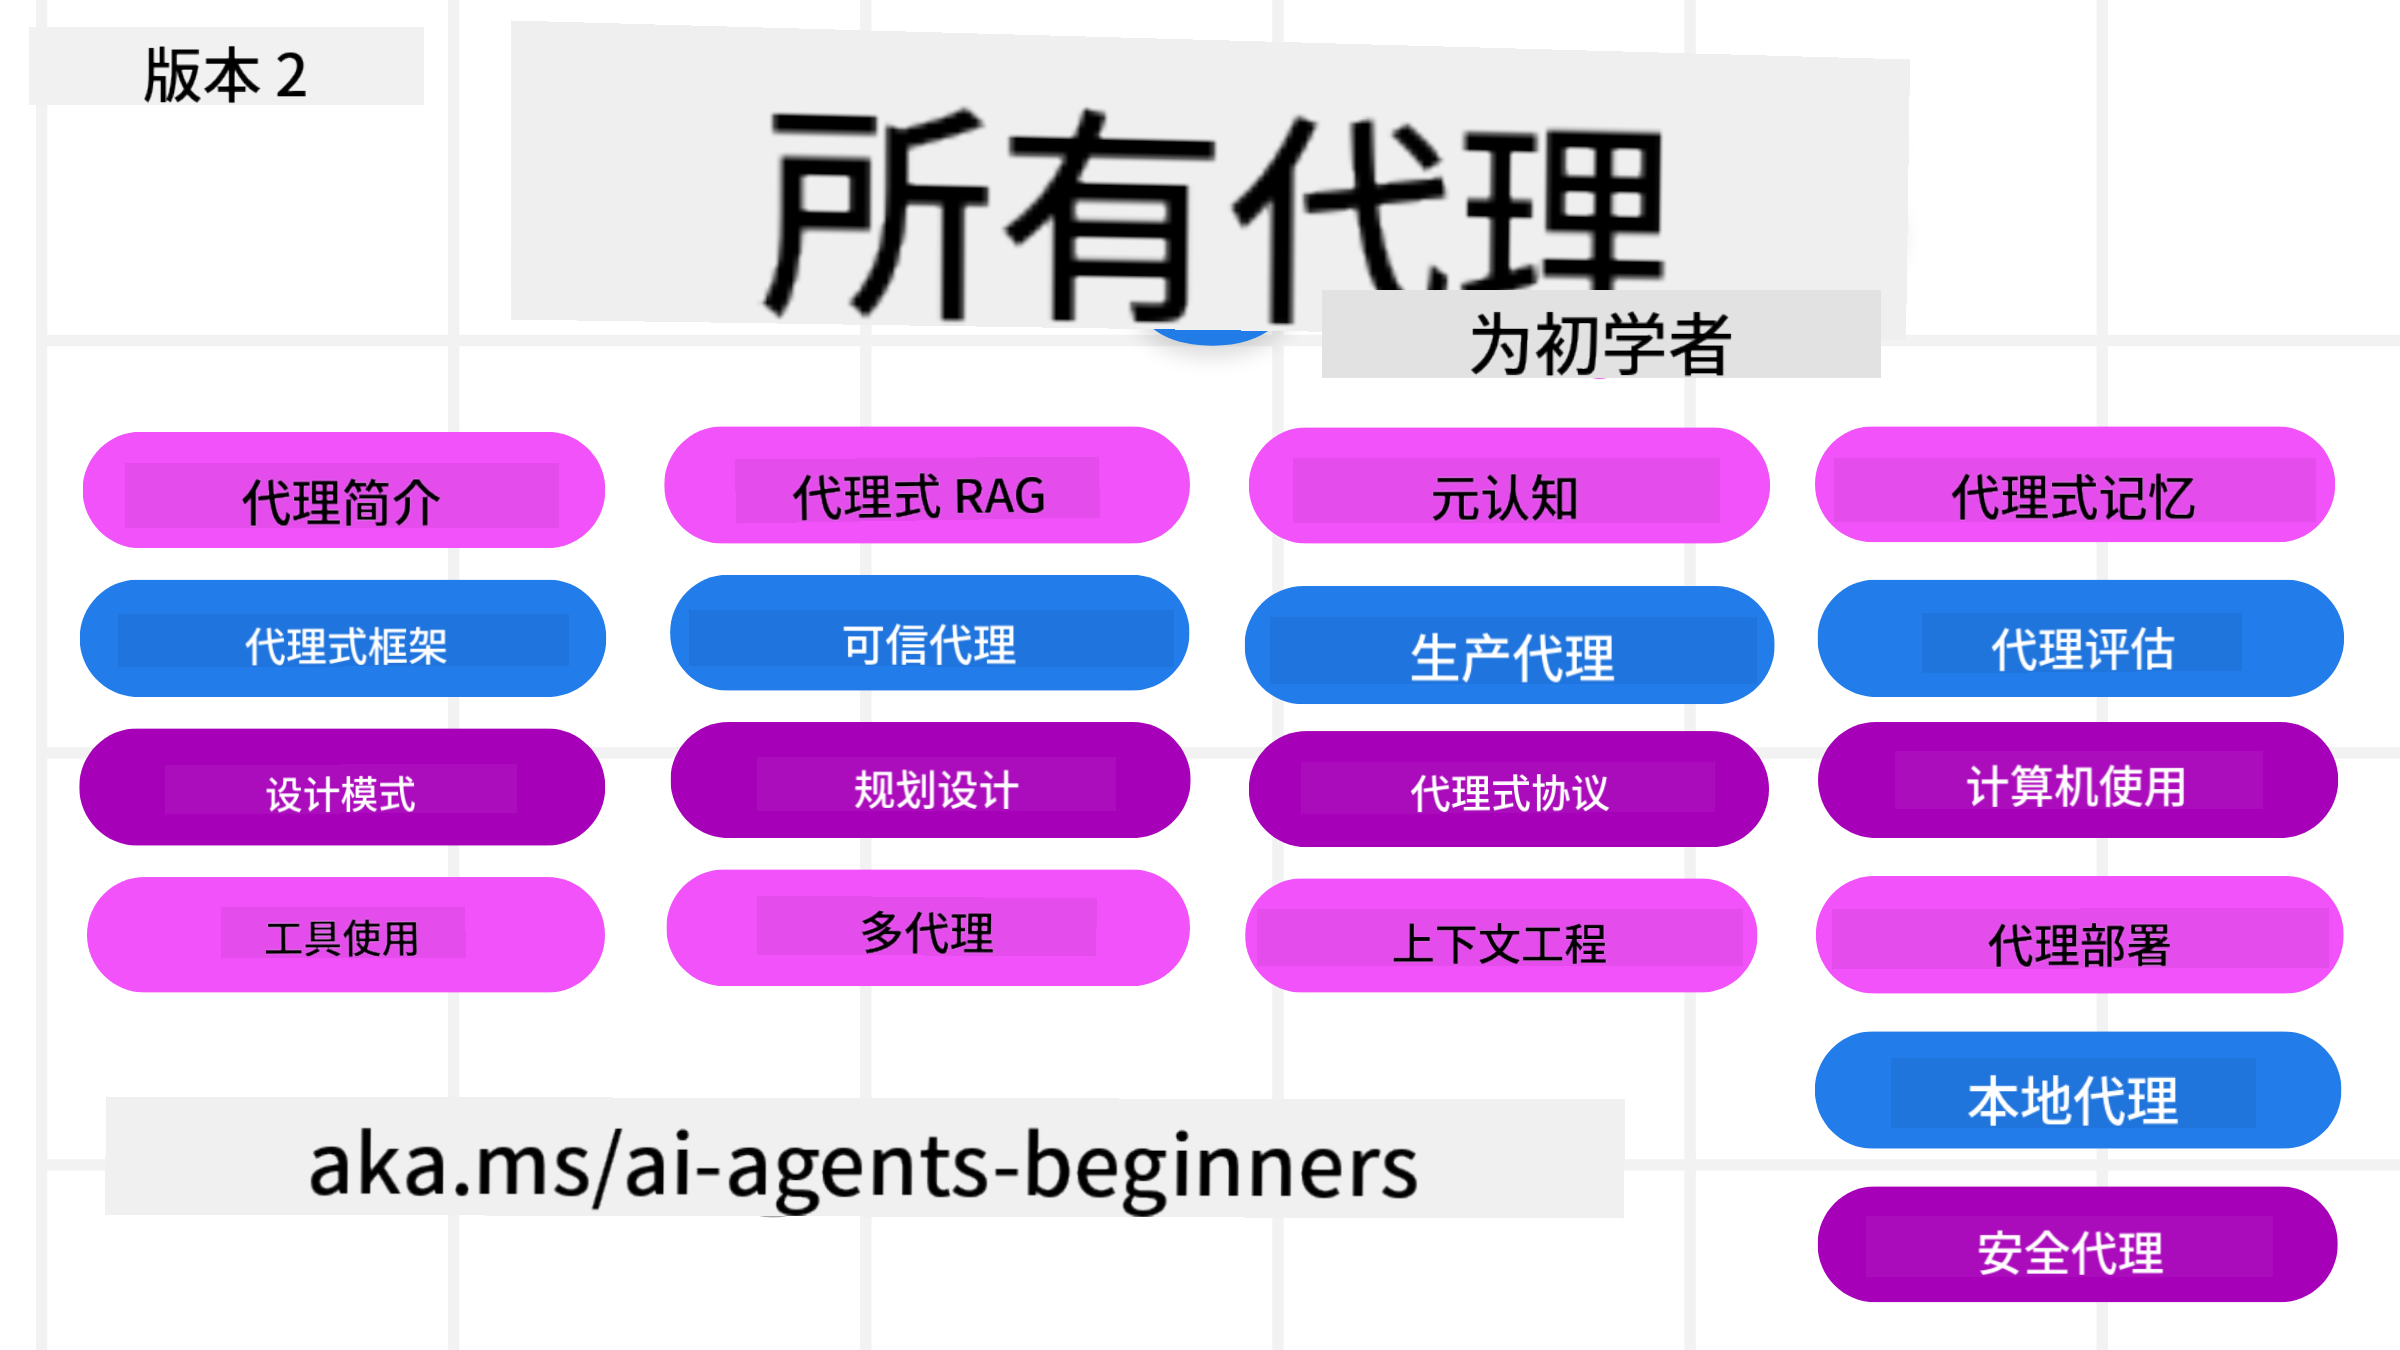 版本 2
所有代理
为初学者
代理简介
代理式 RAG
元认知
代理式记忆
代理式框架
可信代理
生产代理
代理评估
设计模式
规划设计
代理式协议
计算机使用
工具使用
多代理
上下文工程
代理部署
本地代理
aka.ms/ai-agents-beginners
安全代理